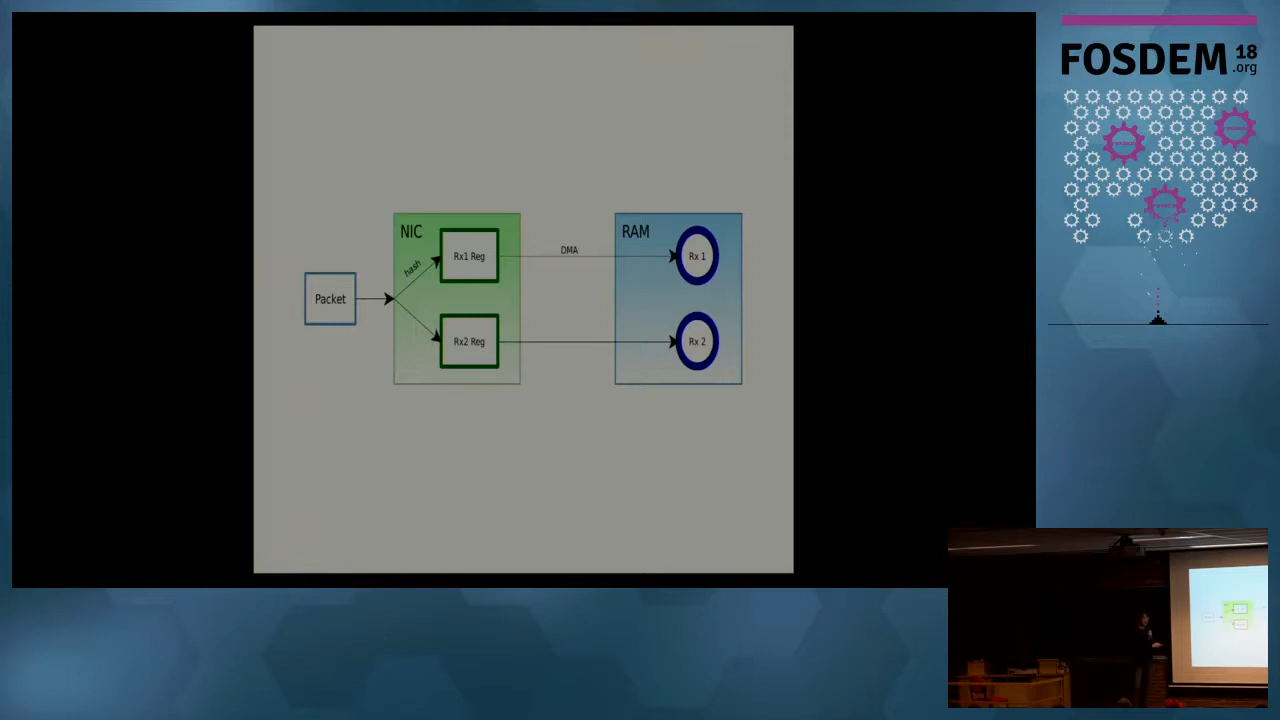 NIC
RAM
Packet
hash
Rx1 Reg
DMA
Rx 1
Rx2 Reg
Rx 2
FOSDEM 18
.org